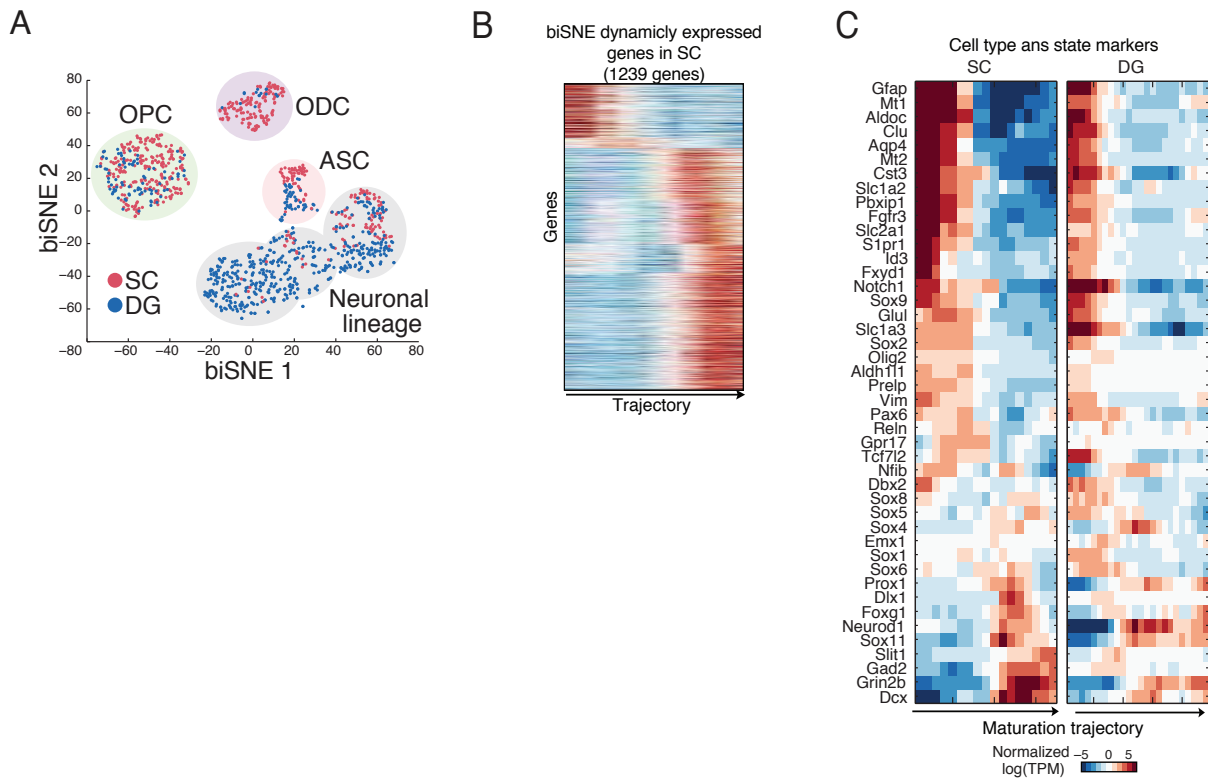 A
80
60
40
20
0
−20
−40
−60
−80
−80 −60 −40 −20 0 20 40 60 80
biSNE 2
biSNE 1
OPC
ODC
ASC
Neuronal
lineage
SC
DG
B
biSNE dynamicly expressed
genes in SC
(1239 genes)
Genes
Trajectory
C
Cell type ans state markers
SC DG
Gfap
Mt1
Aldoc
Clu
Aqp4
Mt2
Cst3
Slc1a2
Pbxip1
Fgfr3
Slc2a1
S1pr1
Id3
Fxyd1
Notch1
Sox9
Glul
Slc1a3
Sox2
Olig2
Aldh1l1
Prelp
Vim
Pax6
Reln
Gpr17
Tcf7l2
Nfib
Dbx2
Sox8
Sox5
Sox4
Emx1
Sox1
Sox6
Prox1
Dlx1
Foxg1
Neurod1
Sox11
Slit1
Gad2
Grin2b
Dcx
Maturation trajectory
Normalized
log(TPM)
−5 0 5